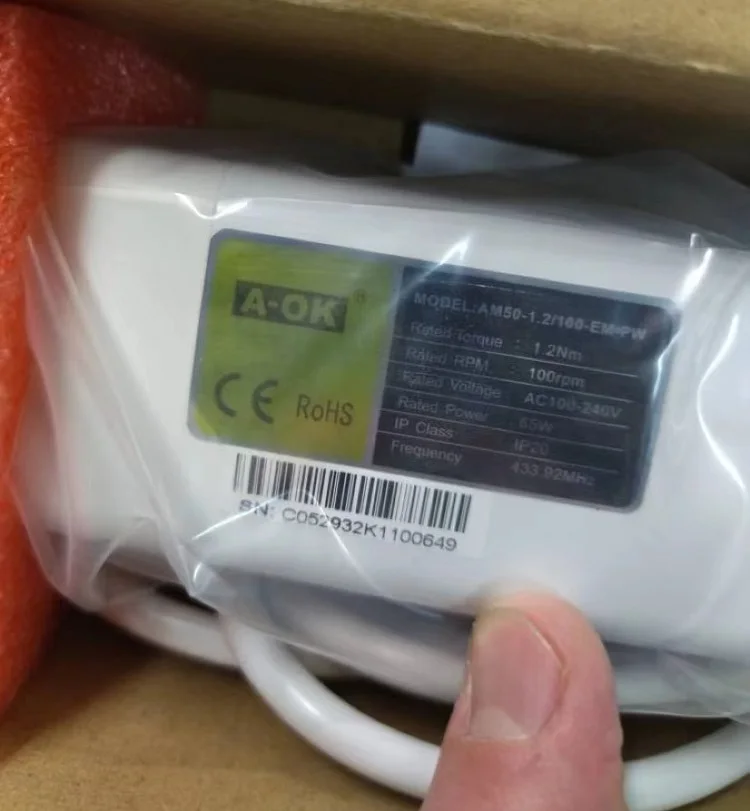 A-OK®
CE RoHS
MODEL:AM50-1.2/100-EM-PW
Rated Torque : 1.2Nm
Rated RPM : 100rpm
Rated Voltage AC100-240V
Rated Power 65W
IP Class IP20
Frequency 433.92MHz
SN: C052932K1100649